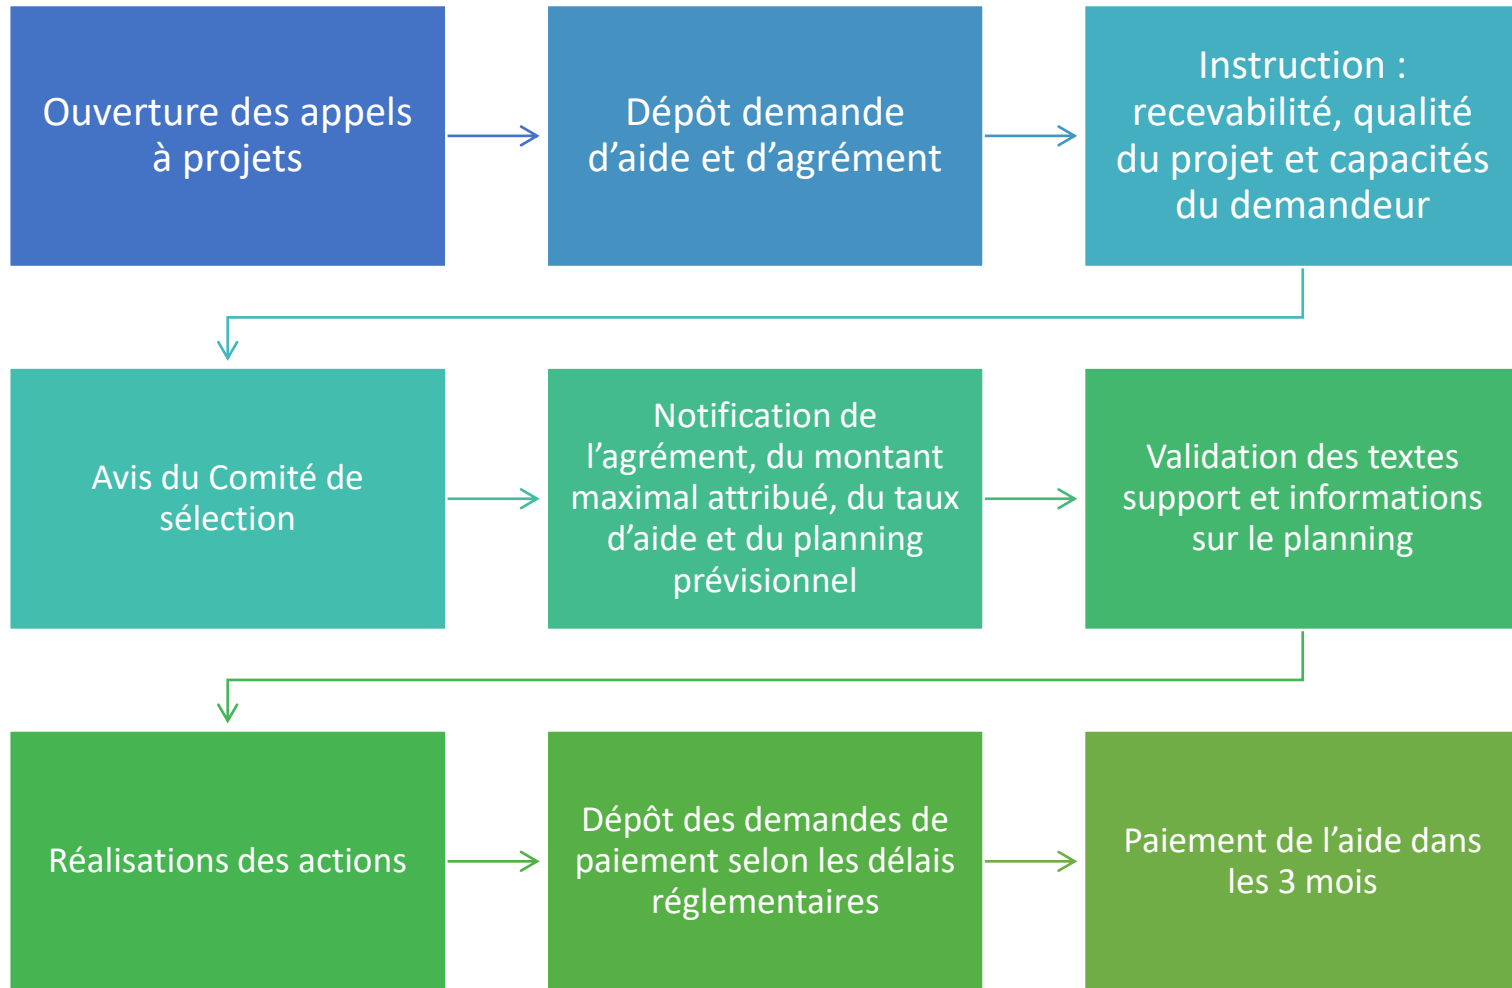 Ouverture des appels
à projets
Dépôt demande
d’aide et d’agrément
Instruction :
recevabilité, qualité
du projet et capacités
du demandeur
Avis du Comité de
sélection
Notification de
l’agrément, du montant
maximal attribué, du taux
d’aide et du planning
prévisionnel
Validation des textes
support et informations
sur le planning
Réalisations des actions
Dépôt des demandes de
paiement selon les délais
réglementaires
Paiement de l’aide dans
les 3 mois